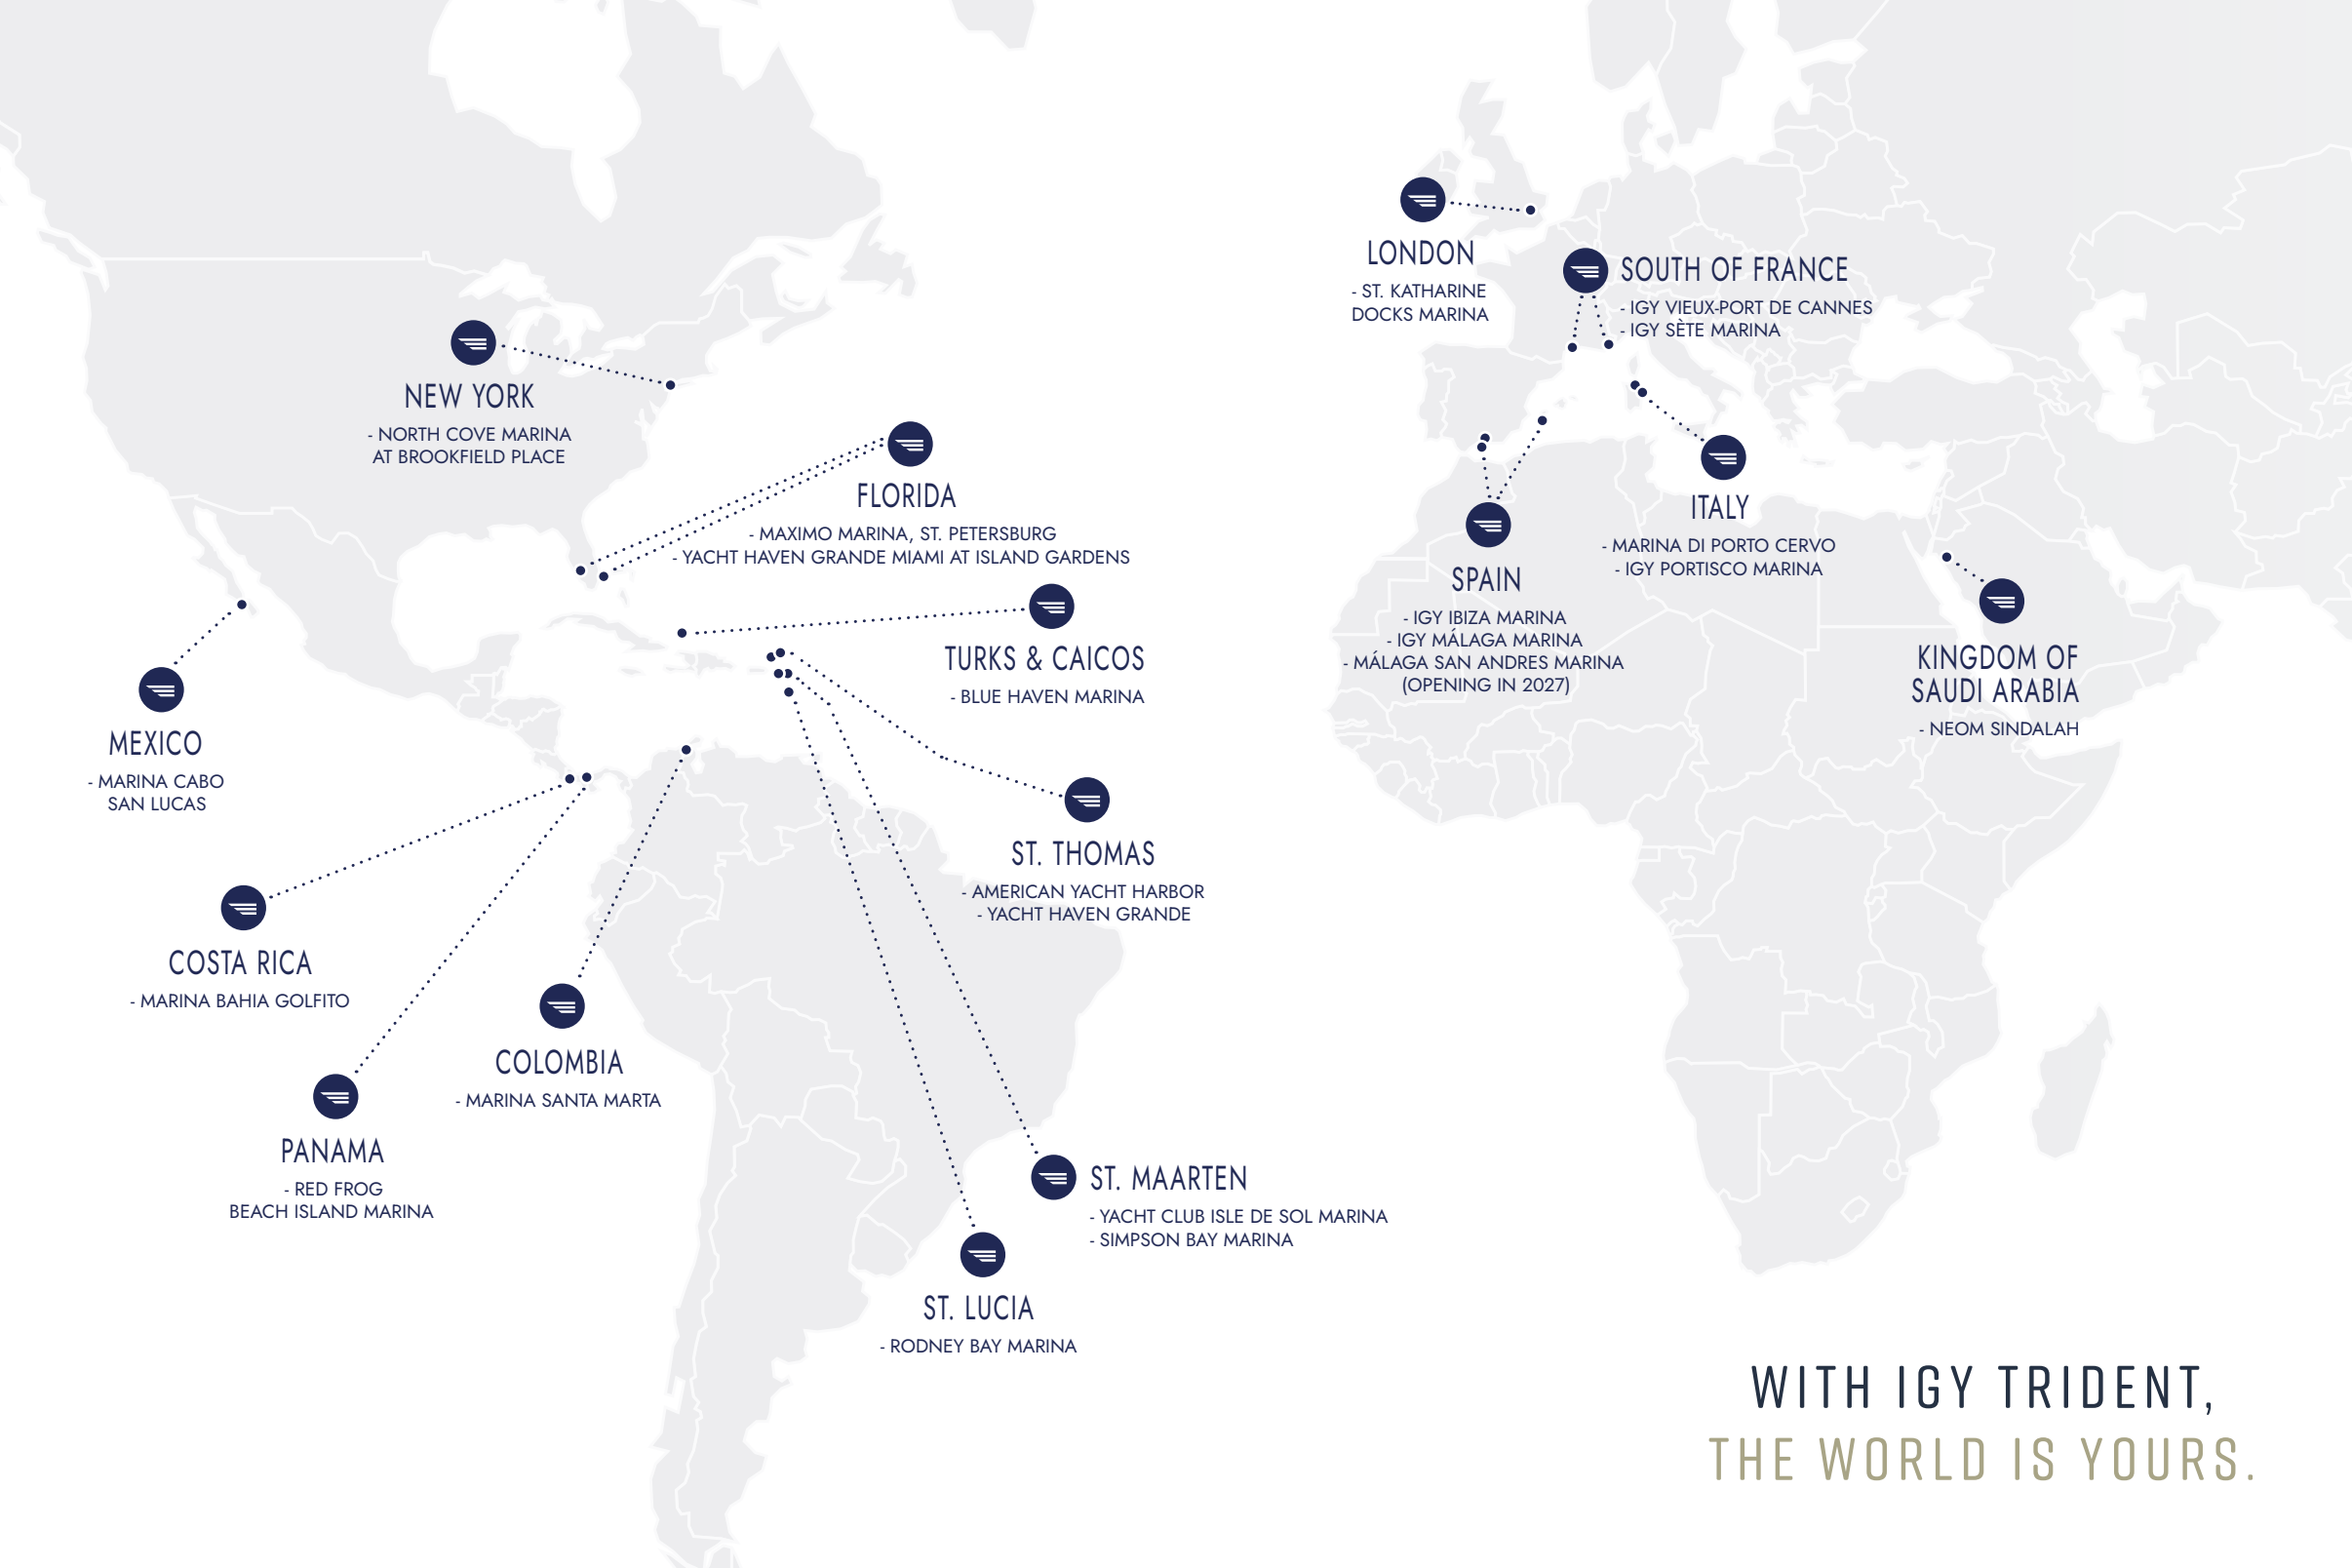 NEW YORK
- NORTH COVE MARINA
AT BROOKFIELD PLACE
FLORIDA
- MAXIMO MARINA, ST. PETERSBURG
- YACHT HAVEN GRANDE MIAMI AT ISLAND GARDENS
TURKS & CAICOS
- BLUE HAVEN MARINA
MEXICO
- MARINA CABO
SAN LUCAS
ST. THOMAS
- AMERICAN YACHT HARBOR
- YACHT HAVEN GRANDE
COSTA RICA
- MARINA BAHIA GOLFITO
COLOMBIA
- MARINA SANTA MARTA
PANAMA
- RED FROG
BEACH ISLAND MARINA
ST. MAARTEN
- YACHT CLUB ISLE DE SOL MARINA
- SIMPSON BAY MARINA
ST. LUCIA
- RODNEY BAY MARINA
LONDON
- ST. KATHARINE
DOCKS MARINA
SOUTH OF FRANCE
- IGY VIEUX-PORT DE CANNES
- IGY SÈTE MARINA
ITALY
- MARINA DI PORTO CERVO
- IGY PORTISCO MARINA
SPAIN
- IGY IBIZA MARINA
- IGY MÁLAGA MARINA
- MÁLAGA SAN ANDRES MARINA
(OPENING IN 2027)
KINGDOM OF
SAUDI ARABIA
- NEOM SINDALAH
WITH IGY TRIDENT,
THE WORLD IS YOURS.